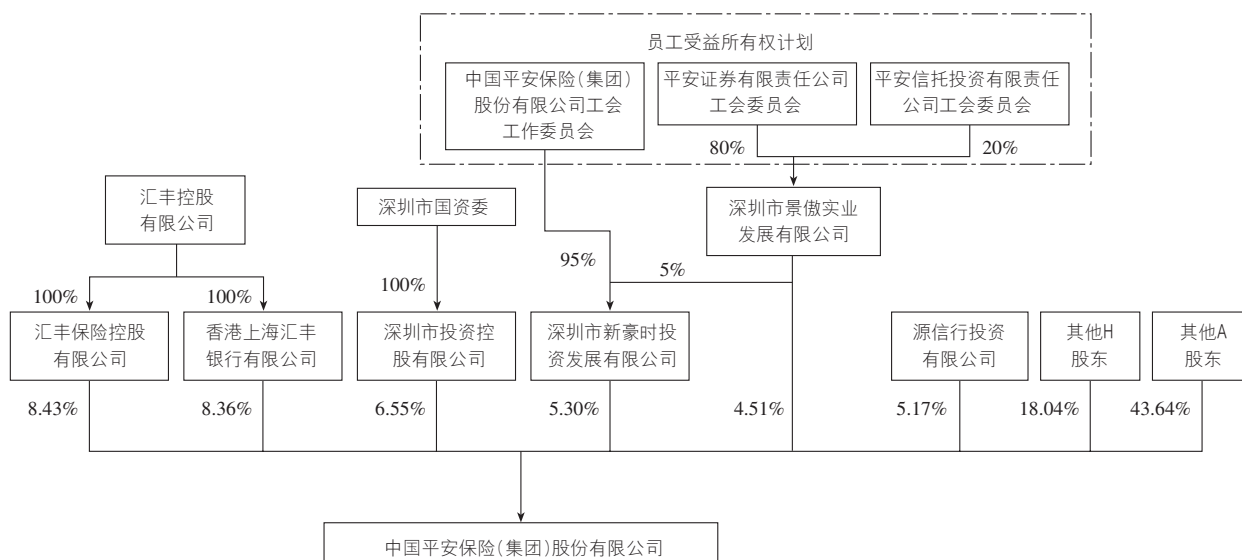 员工受益所有权计划
中国平安保险(集团)
股份有限公司工会
工作委员会
平安证券有限责任公司
工会委员会
平安信托投资有限责任
公司工会委员会
80%
20%
汇丰控股
有限公司
深圳市国资委
深圳市景傲实业
发展有限公司
95%
5%
100%
100%
100%
汇丰保险控股
有限公司
香港上海汇丰
银行有限公司
深圳市投资控
股有限公司
深圳市新豪时投
资发展有限公司
源信行投资
有限公司
其他H
股东
其他A
股东
8.43%
8.36%
6.55%
5.30%
4.51%
5.17%
18.04%
43.64%
中国平安保险(集团)股份有限公司